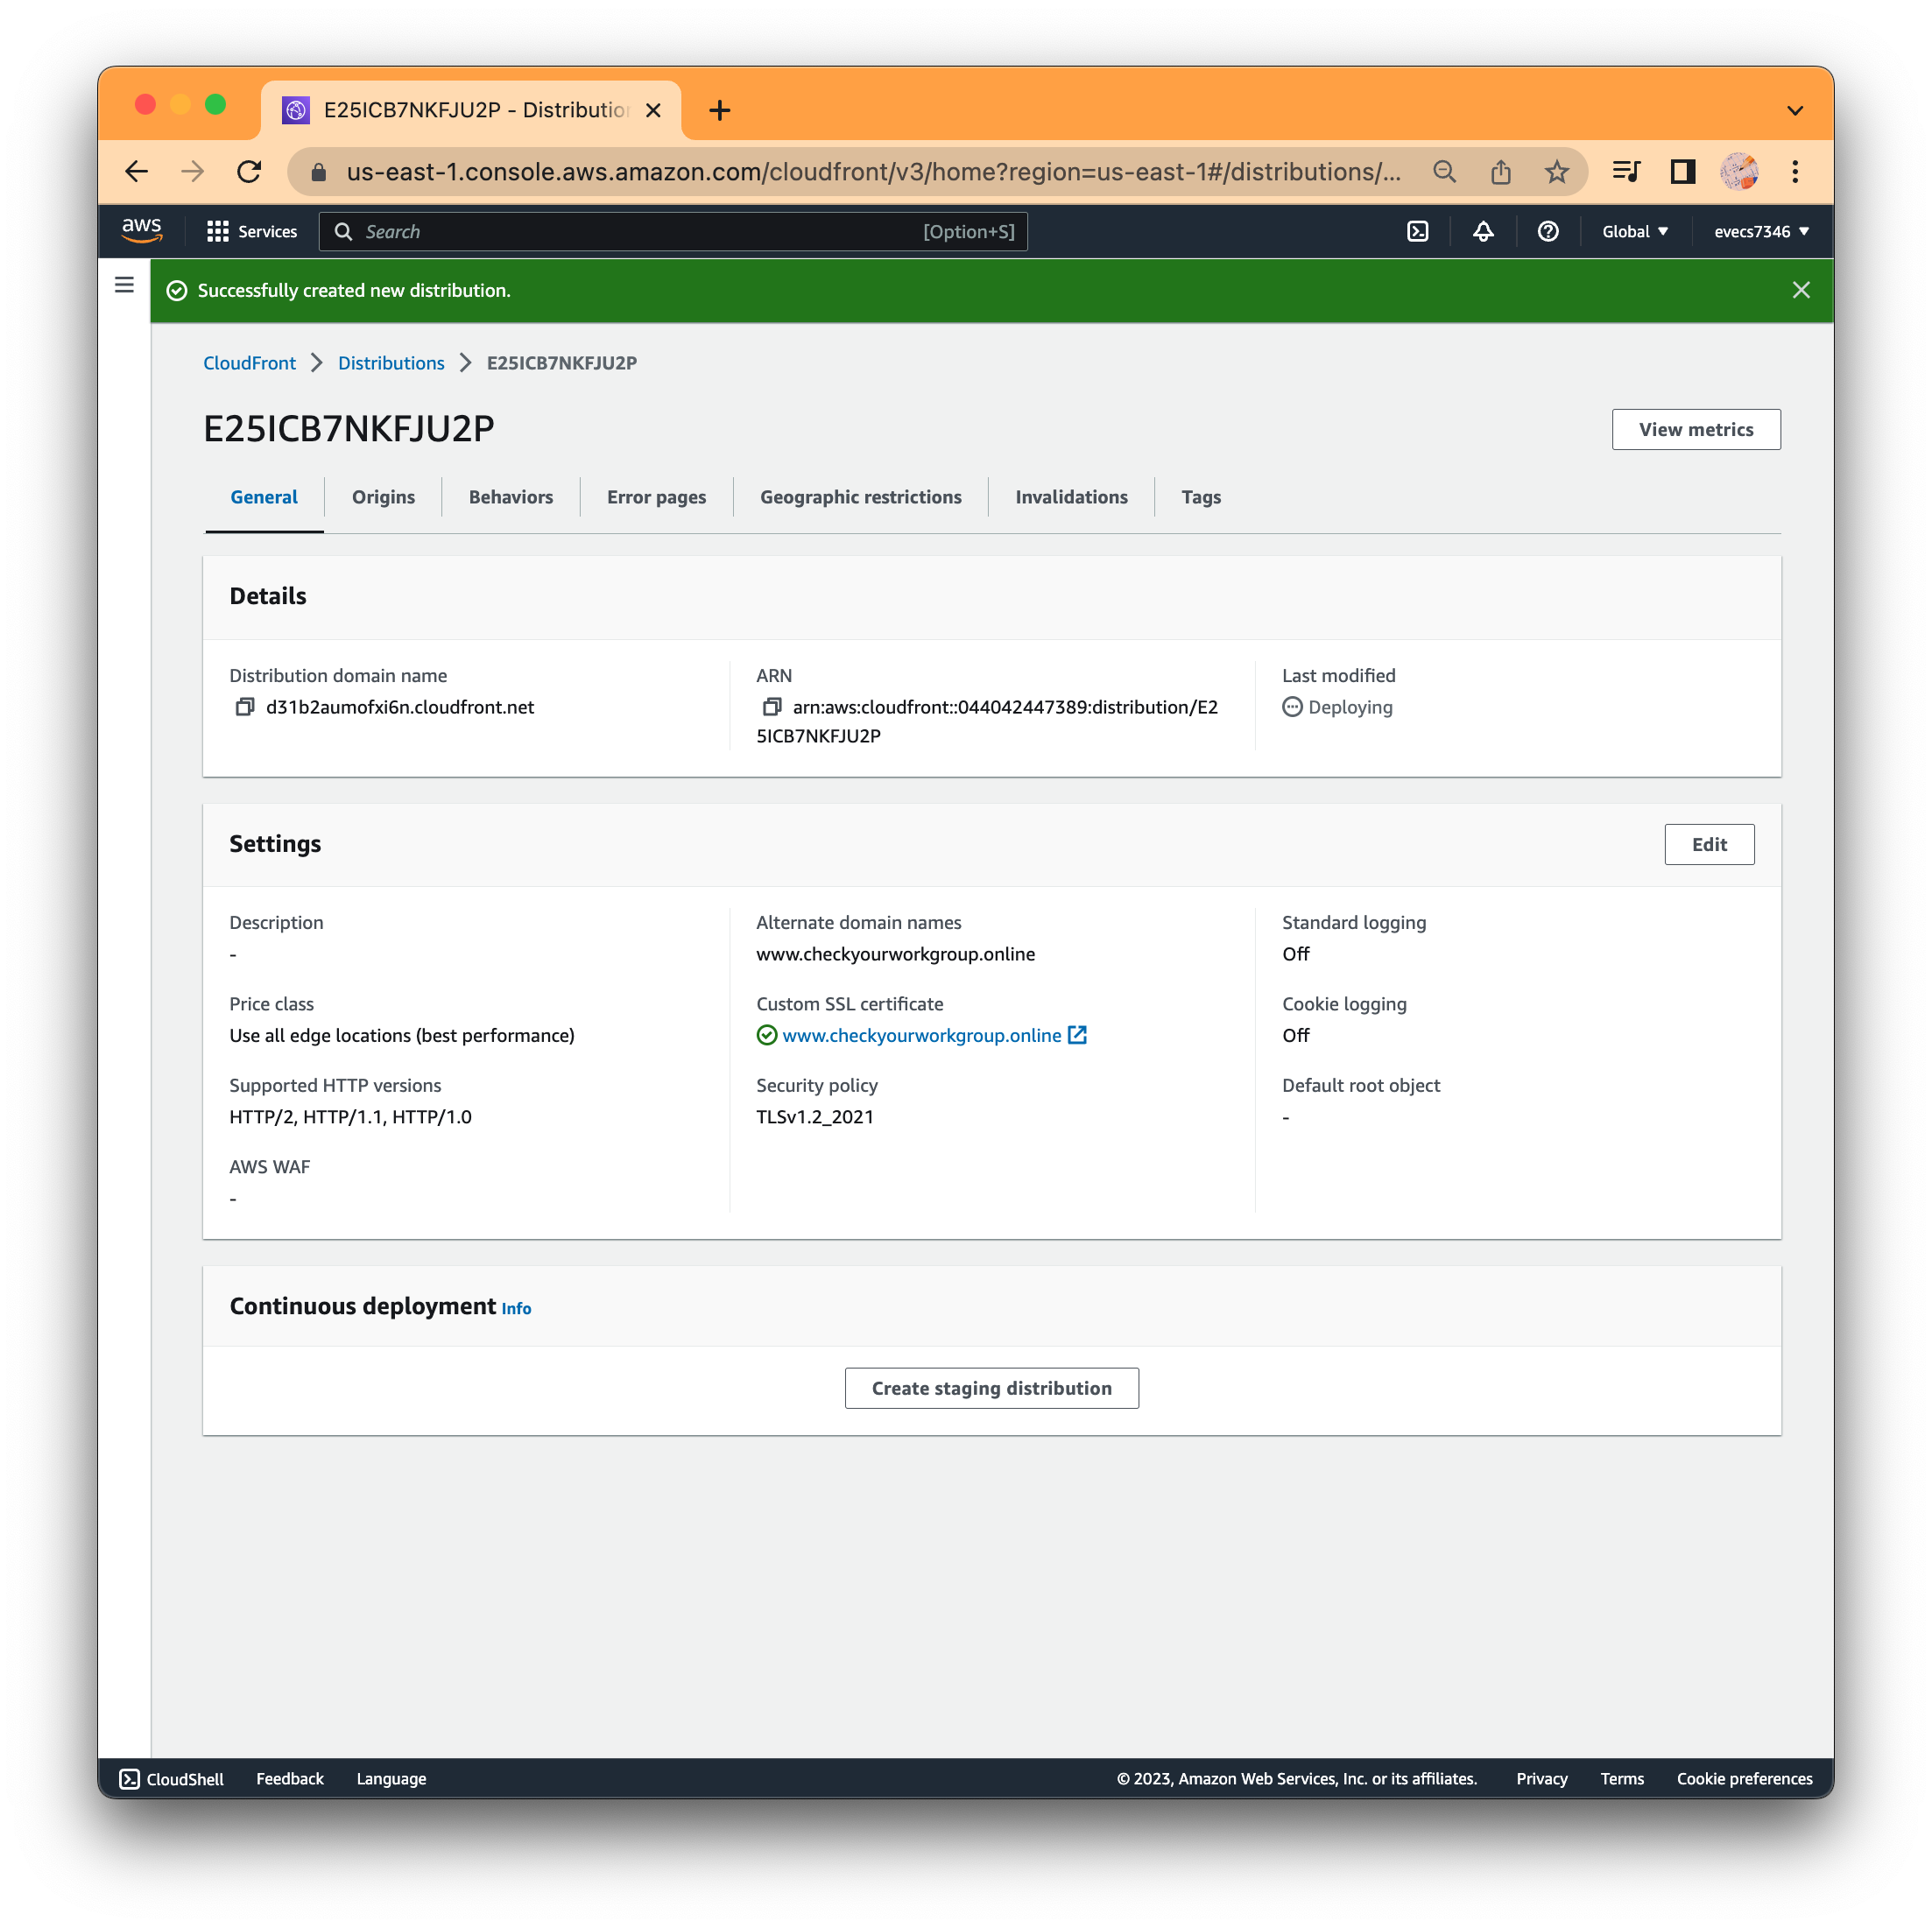 E25ICB7NKFJU2P - Distribution
us-east-1.console.aws.amazon.com/cloudfront/v3/home?region=us-east-1#/distributions/...
aws Services Search [Option+S] Global evecs7346
Successfully created new distribution.
CloudFront Distributions E25ICB7NKFJU2P
E25ICB7NKFJU2P View metrics
General Origins Behaviors Error pages Geographic restrictions Invalidations Tags
Details
Distribution domain name
d31b2aumofxi6n.cloudfront.net
ARN
arn:aws:cloudfront::044042447389:distribution/E2
5ICB7NKFJU2P
Last modified
Deploying
Settings Edit
Description
-
Price class
Use all edge locations (best performance)
Supported HTTP versions
HTTP/2, HTTP/1.1, HTTP/1.0
AWS WAF
-
Alternate domain names
www.checkyourworkgroup.online
Custom SSL certificate
www.checkyourworkgroup.online
Security policy
TLSv1.2_2021
Standard logging
Off
Cookie logging
Off
Default root object
-
Continuous deployment Info
Create staging distribution
CloudShell Feedback Language © 2023, Amazon Web Services, Inc. or its affiliates. Privacy Terms Cookie preferences